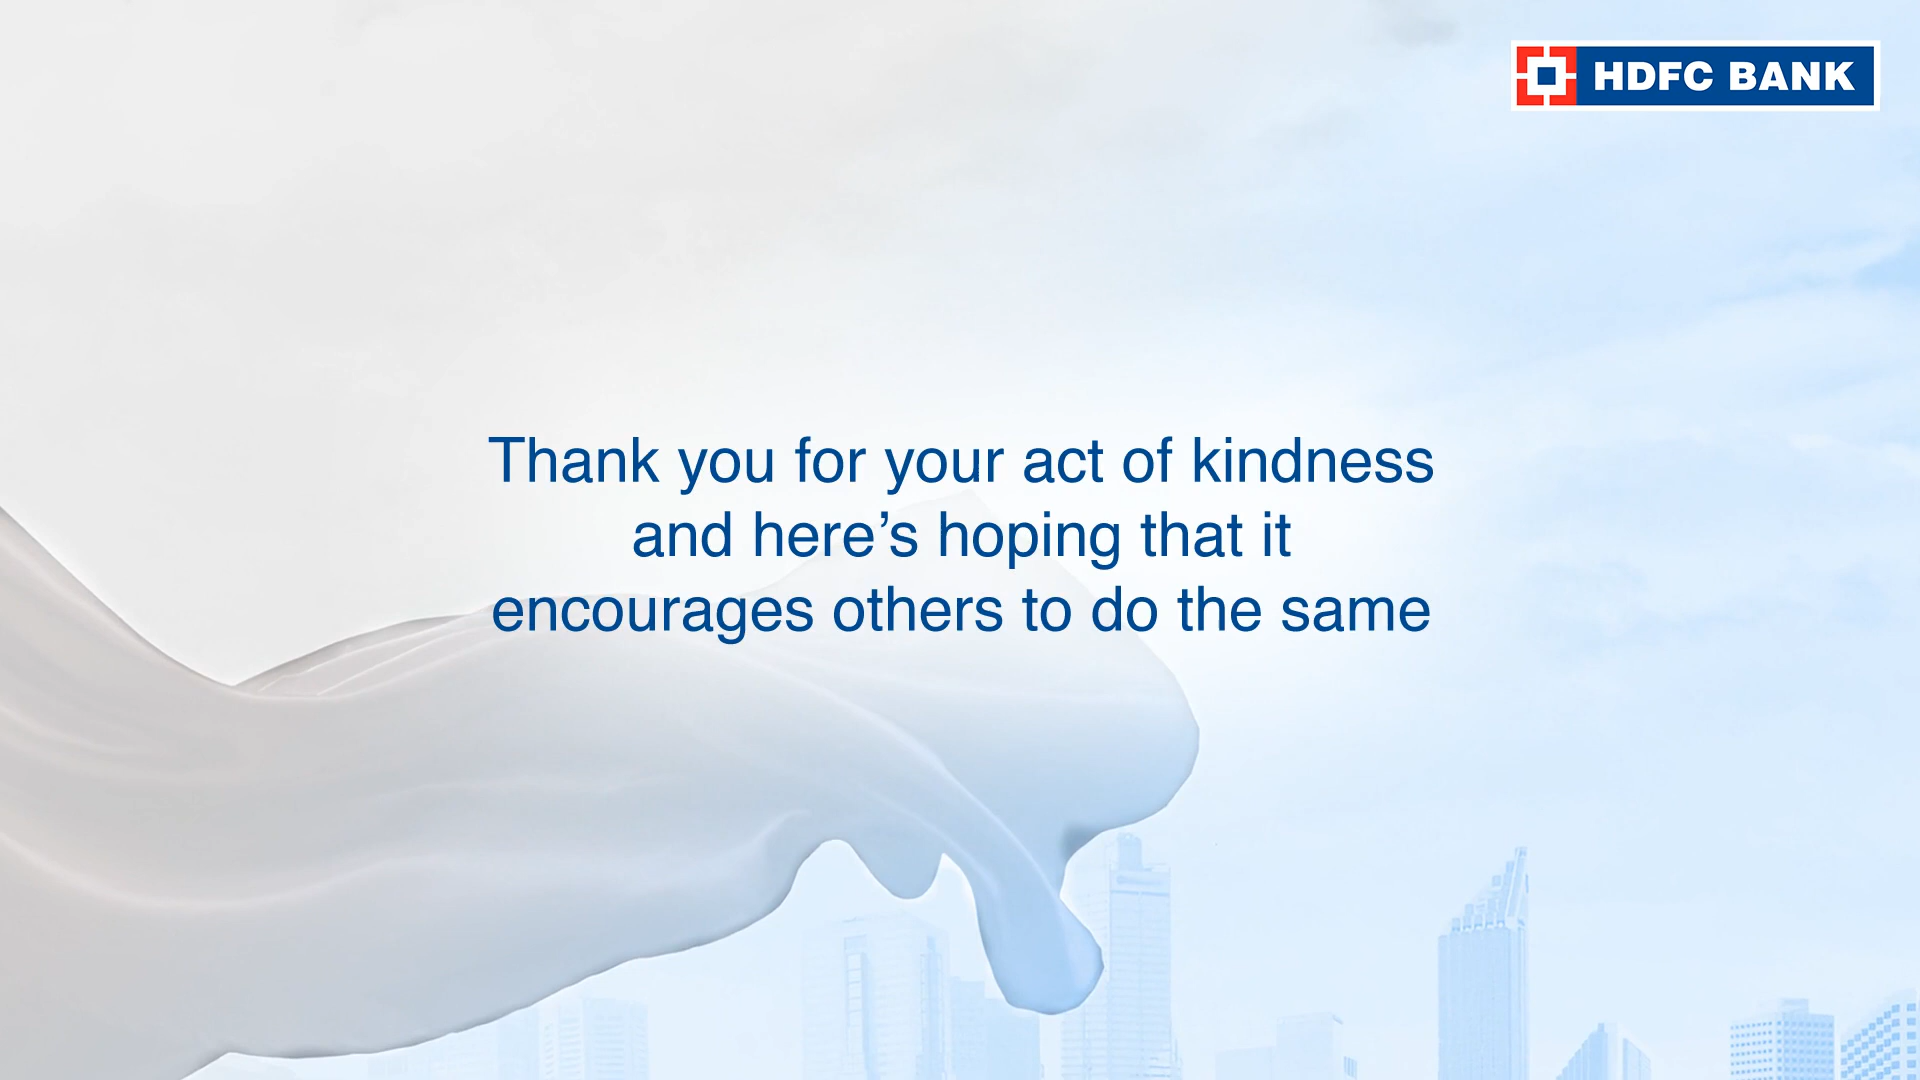 HDFC BANK
Thank you for your act of kindness
and here’s hoping that it
encourages others to do the same